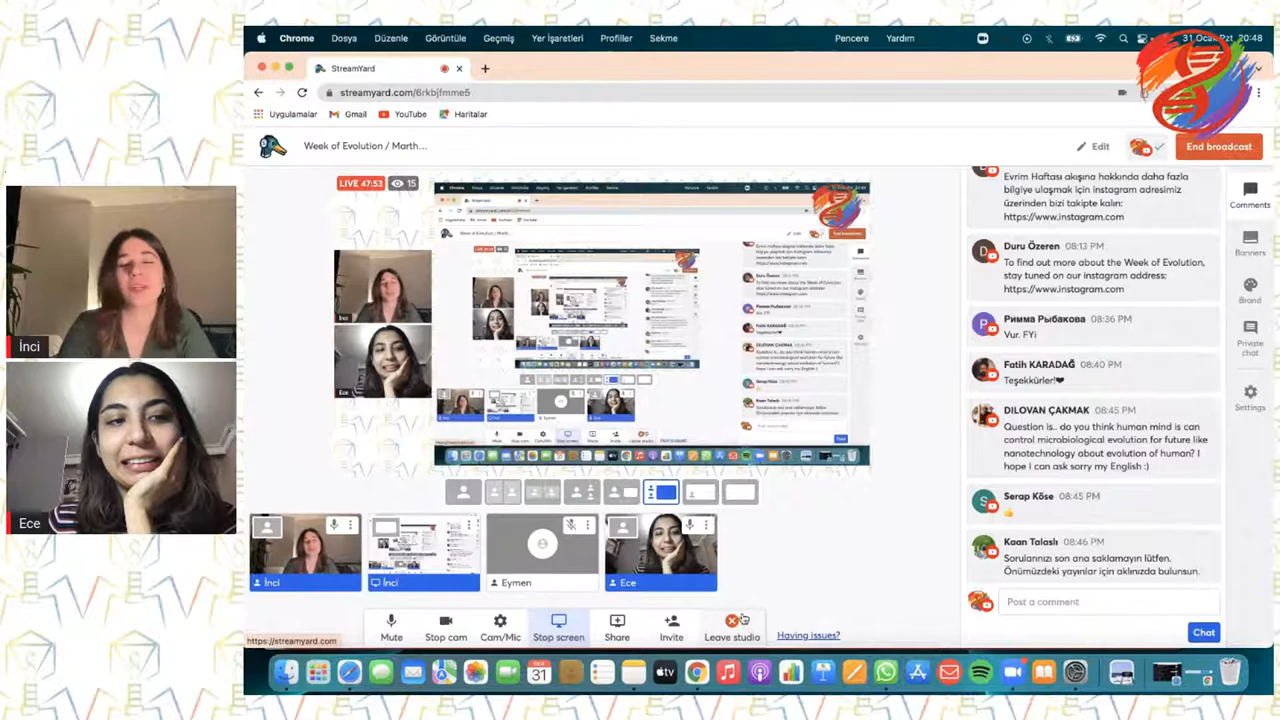 Chrome Dosya Düzenle Görüntüle Geçmiş Yer İşaretleri Profiller Sekme Pencere Yardım 31 Ocak Pzt 20:48
StreamYard
streamyard.com/6rkbjfmme5
Uygulamalar Gmail YouTube Haritalar
Week of Evolution / Marth... Edit End broadcast
LIVE 47:53 15
İnci
Ece
Evrim Haftası akışına hakkında daha fazla
bilgiye ulaşmak için instagram adresimiz
üzerinden bizi takipte kalın:
https://www.instagram.com
Duru Özeren 08:13 PM
To find out more about the Week of Evolution,
stay tuned on our instagram address:
https://www.instagram.com
Римма Рыбакова 08:36 PM
Vur. Pri
Fatih KARADAĞ 08:40 PM
Teşekkürler!❤
DILOVAN ÇAKMAK 08:45 PM
Question is.. do you think human mind is can
control microbiological evolution for future like
nanotechnology about evolution of human? I
hope I can ask sorry my English :)
Serap Köse 08:45 PM
👍
Kaan Talaslı 08:46 PM
Sorularınızı son ana saklamayın lütfen.
Önümüzdeki yayınlar için aklınızda bulunsun.
Post a comment
Chat
Comments
Banners
Brand
Private
chat
Settings
İnci
İnci
Eymen
Ece
Mute Stop cam Cam/Mic Stop screen Share Invite Leave studio Having issues?
https://streamyard.com
31